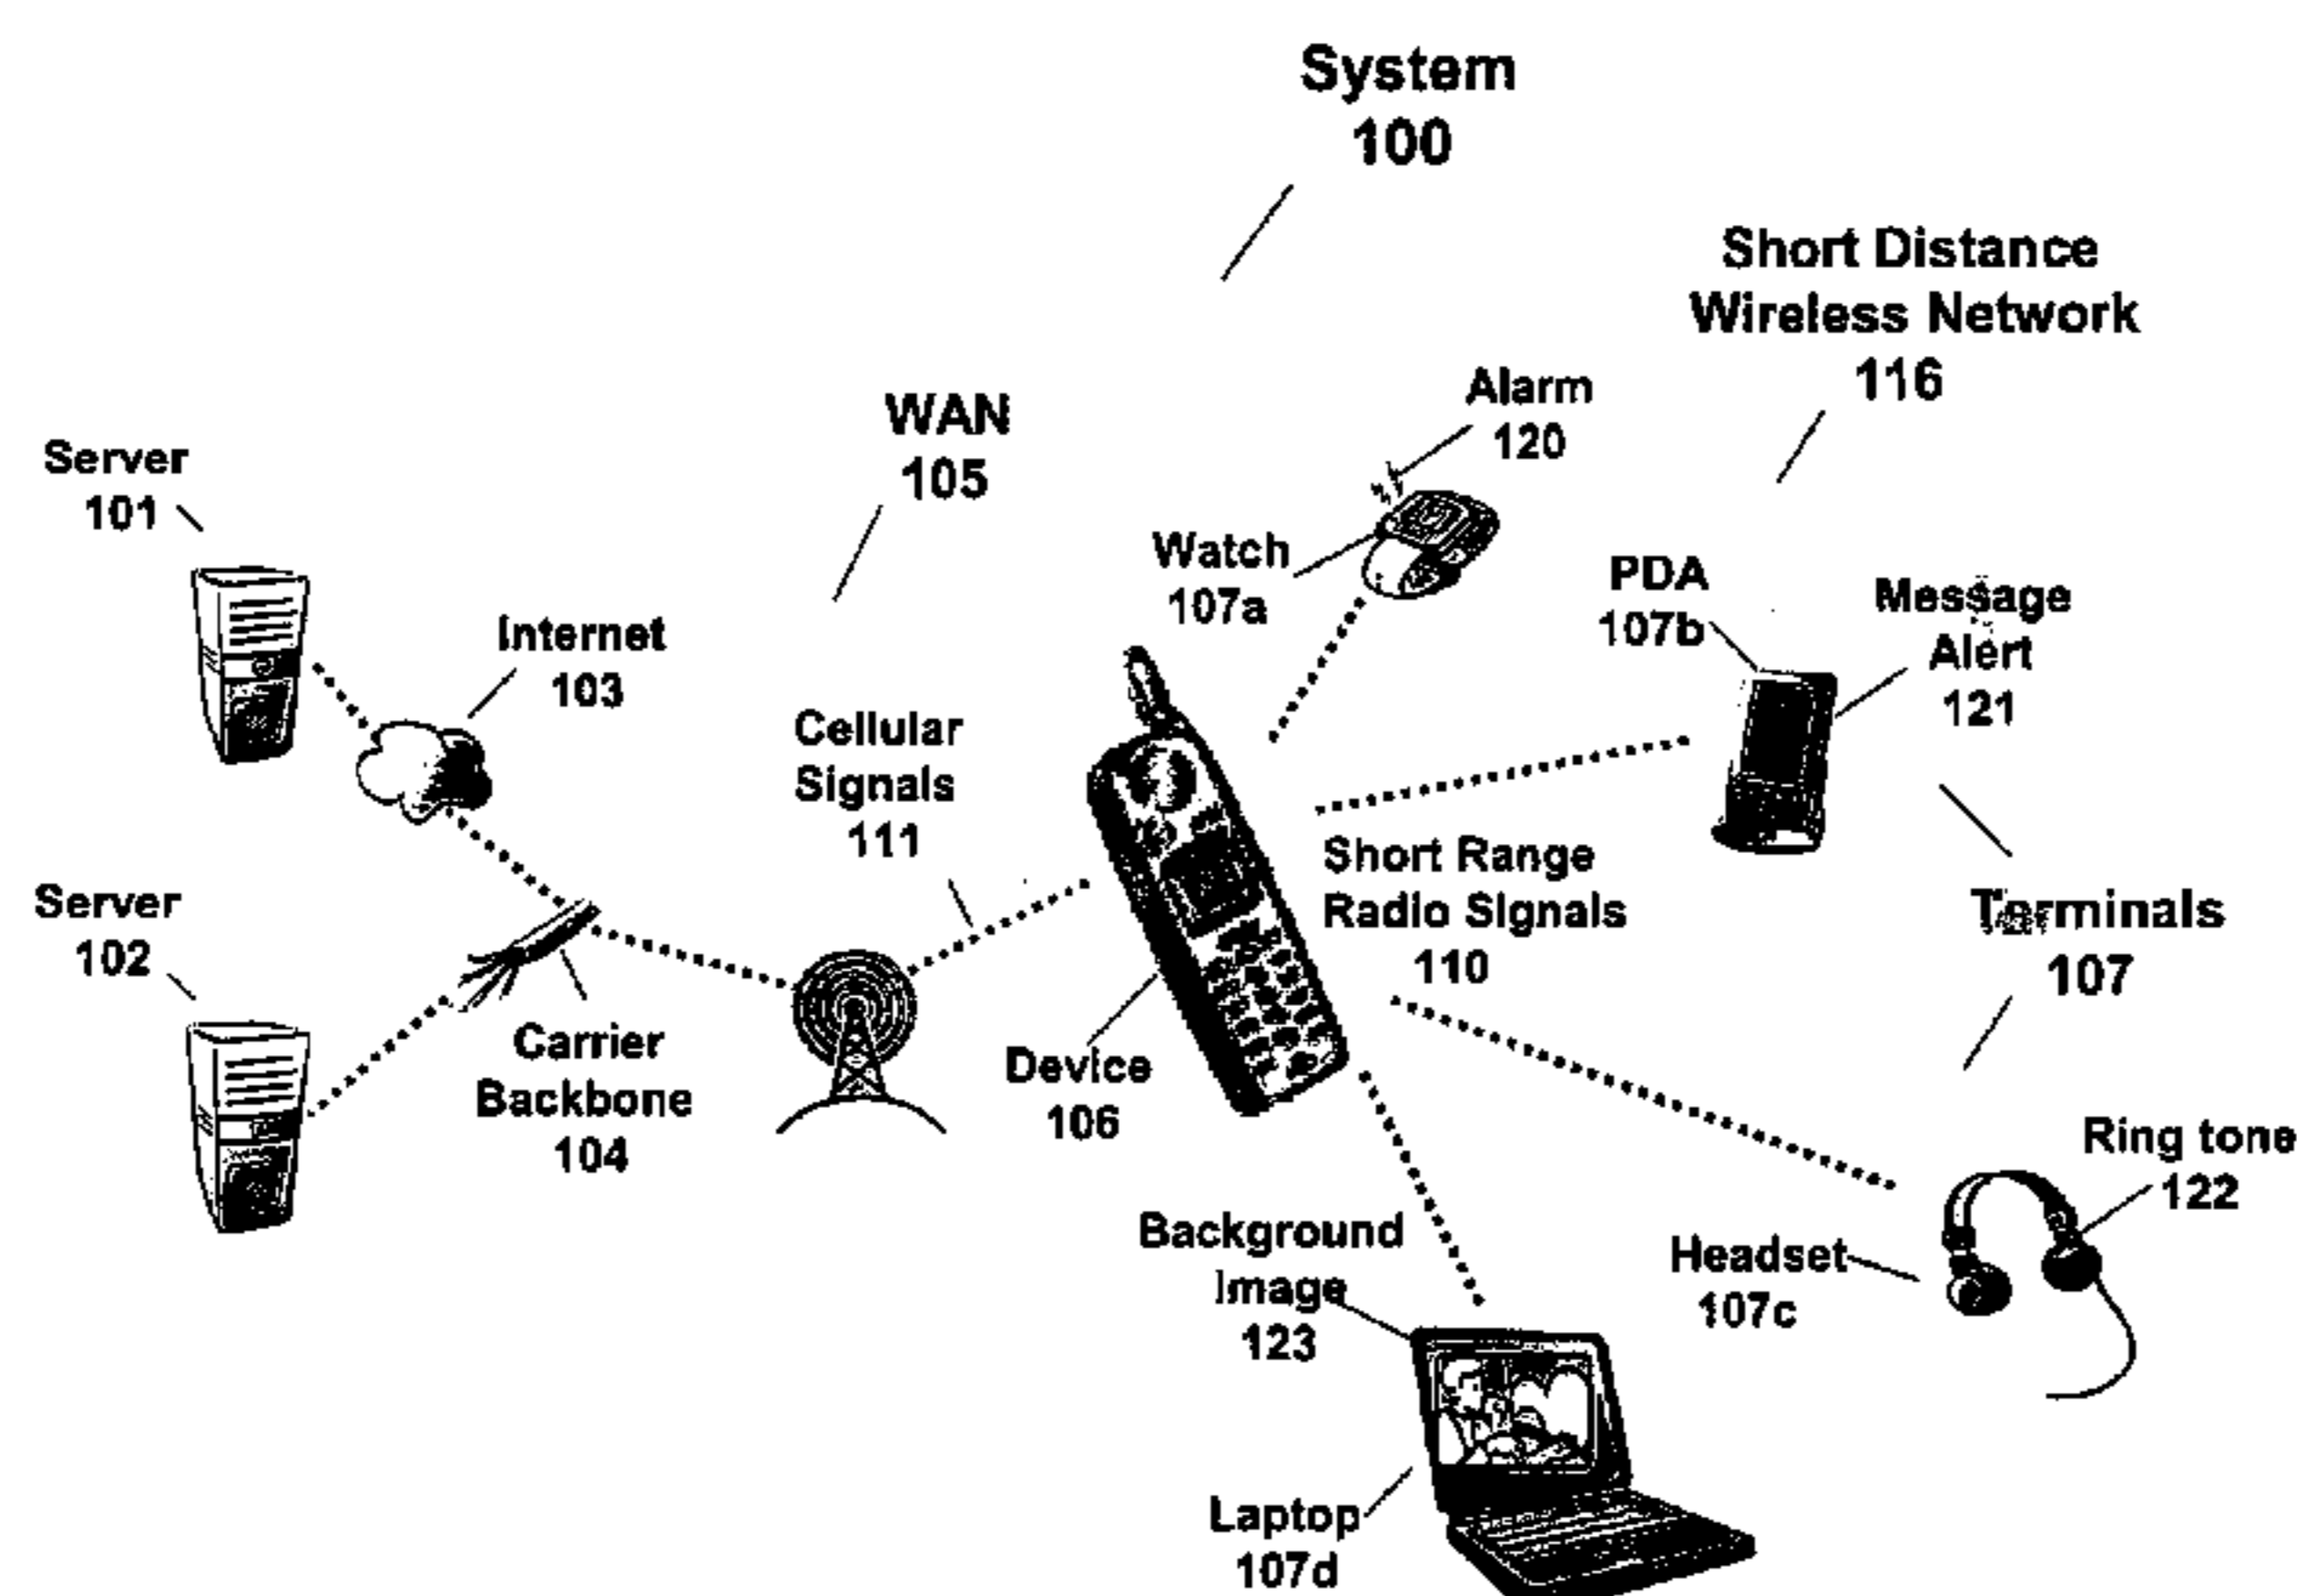 System
100
Short Distance
Wireless Network
116
WAN
105
Alarm
120
Server
101
Watch
107a
PDA
107b
Message
Alert
121
Internet
103
Cellular
Signals
111
Short Range
Radio Signals
110
Server
102
Terminals
107
Carrier
Backbone
104
Device
106
Ring tone
122
Background
Image
123
Headset
107c
Laptop
107d